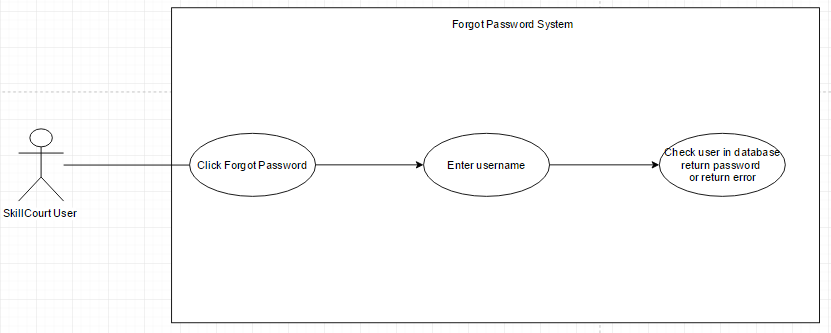 Forgot Password System
Click Forgot Password
Enter username
Check user in database
return password
or return error
SkillCourt User